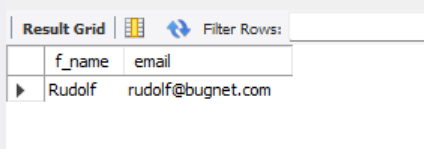 Result Grid Filter Rows:
f_name email
Rudolf rudolf@bugnet.com